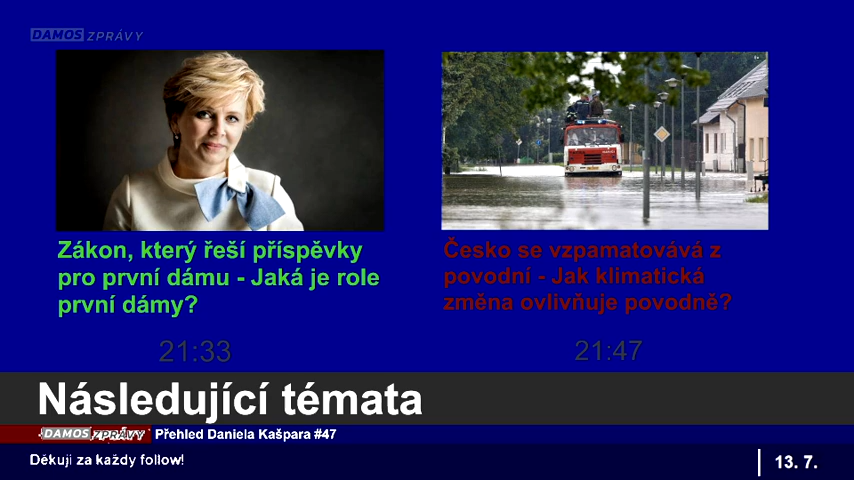 DAMOS ZPRÁVY
Zákon, který řeší příspěvky
pro první dámu - Jaká je role
první dámy?
21:33
Česko se vzpamatovává z
povodní - Jak klimatická
změna ovlivňuje povodně?
21:47
Následující témata
DAMOS ZPRÁVY Přehled Daniela Kašpara #47
Děkuji za každy follow!
13. 7.